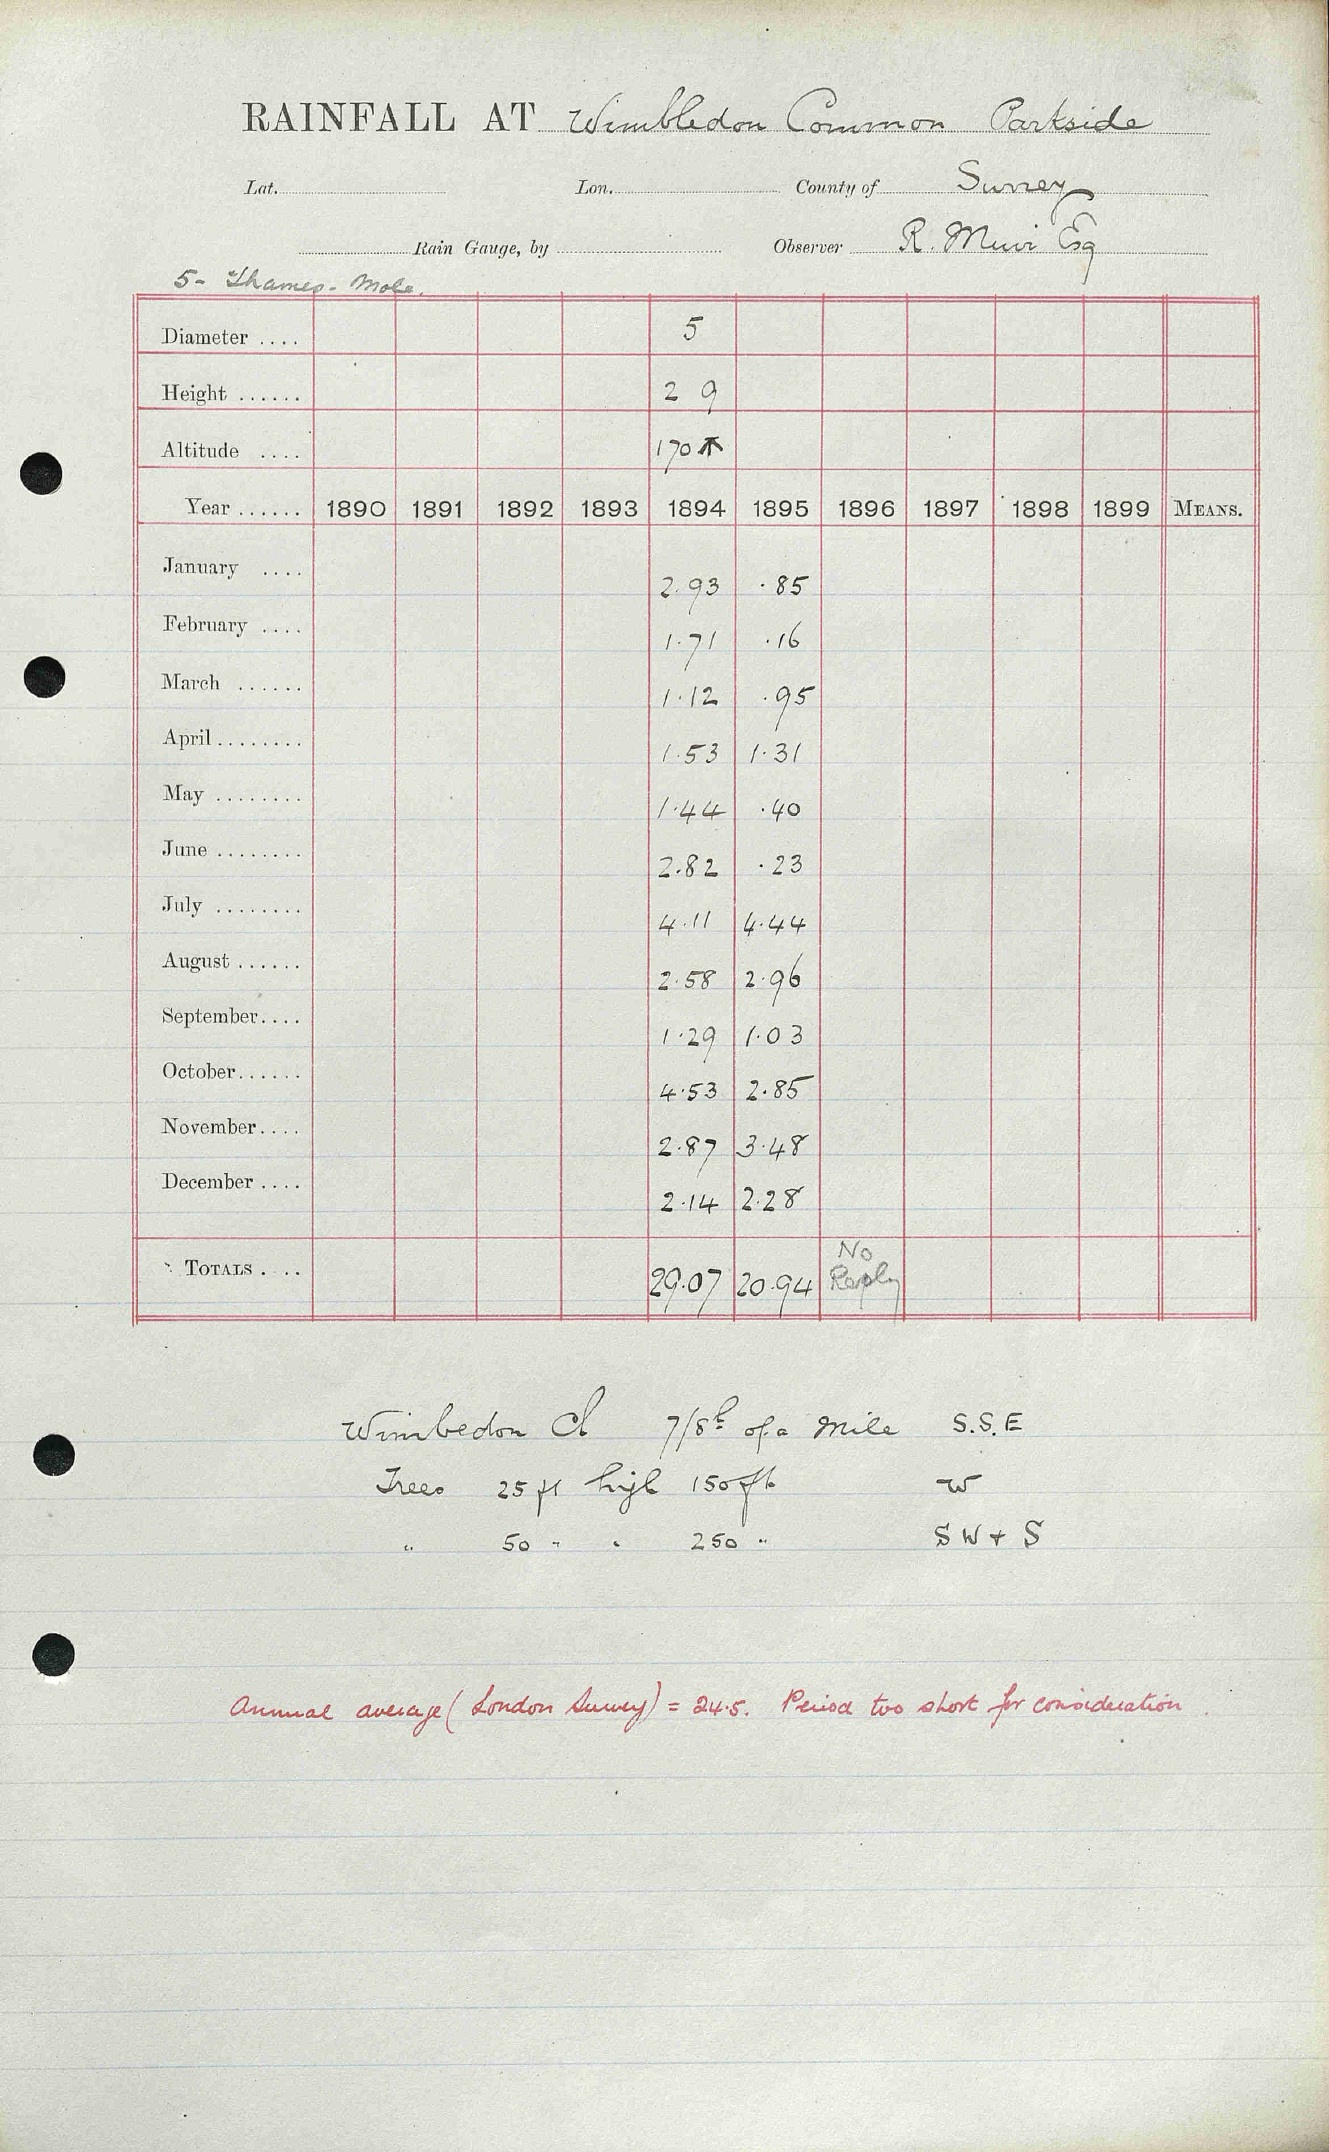 RAINFALL AT Wimbledon Common Parkside
Lat. Lon. County of Surrey
Rain Gauge, by Observer R. Muir Esq
5- Thames - Mole.
Diameter .... 5
Height ...... 2 9
Altitude .... 170
Year ...... 1890 1891 1892 1893 1894 1895 1896 1897 1898 1899 MEANS.
January .... 2.93 .85
February .... 1.71 .16
March ...... 1.12 .95
April ........ 1.53 1.31
May ........ 1.44 .40
June ........ 2.82 .23
July ........ 4.11 4.44
August ...... 2.58 2.96
September.... 1.29 1.03
October...... 4.53 2.85
November.... 2.87 3.48
December .... 2.14 2.28
TOTALS .... 29.07 20.94 No Reply
Wimbedon Ch 7/8th of a Mile S.S.E
Trees 25 ft high 150 ft W
" 50 " " 250 " SW + S
Annual average (London Survey) = 24.5. Period too short for consideration.